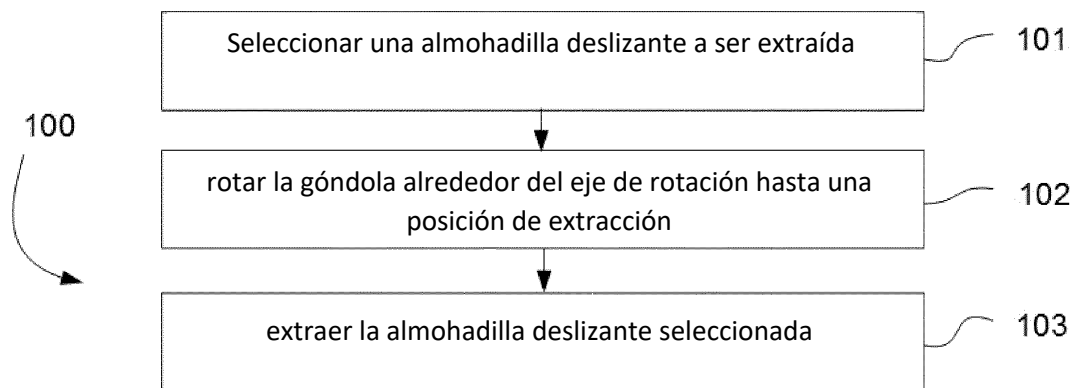 Seleccionar una almohadilla deslizante a ser extraída
101
100
rotar la góndola alrededor del eje de rotación hasta una
posición de extracción
102
extraer la almohadilla deslizante seleccionada
103